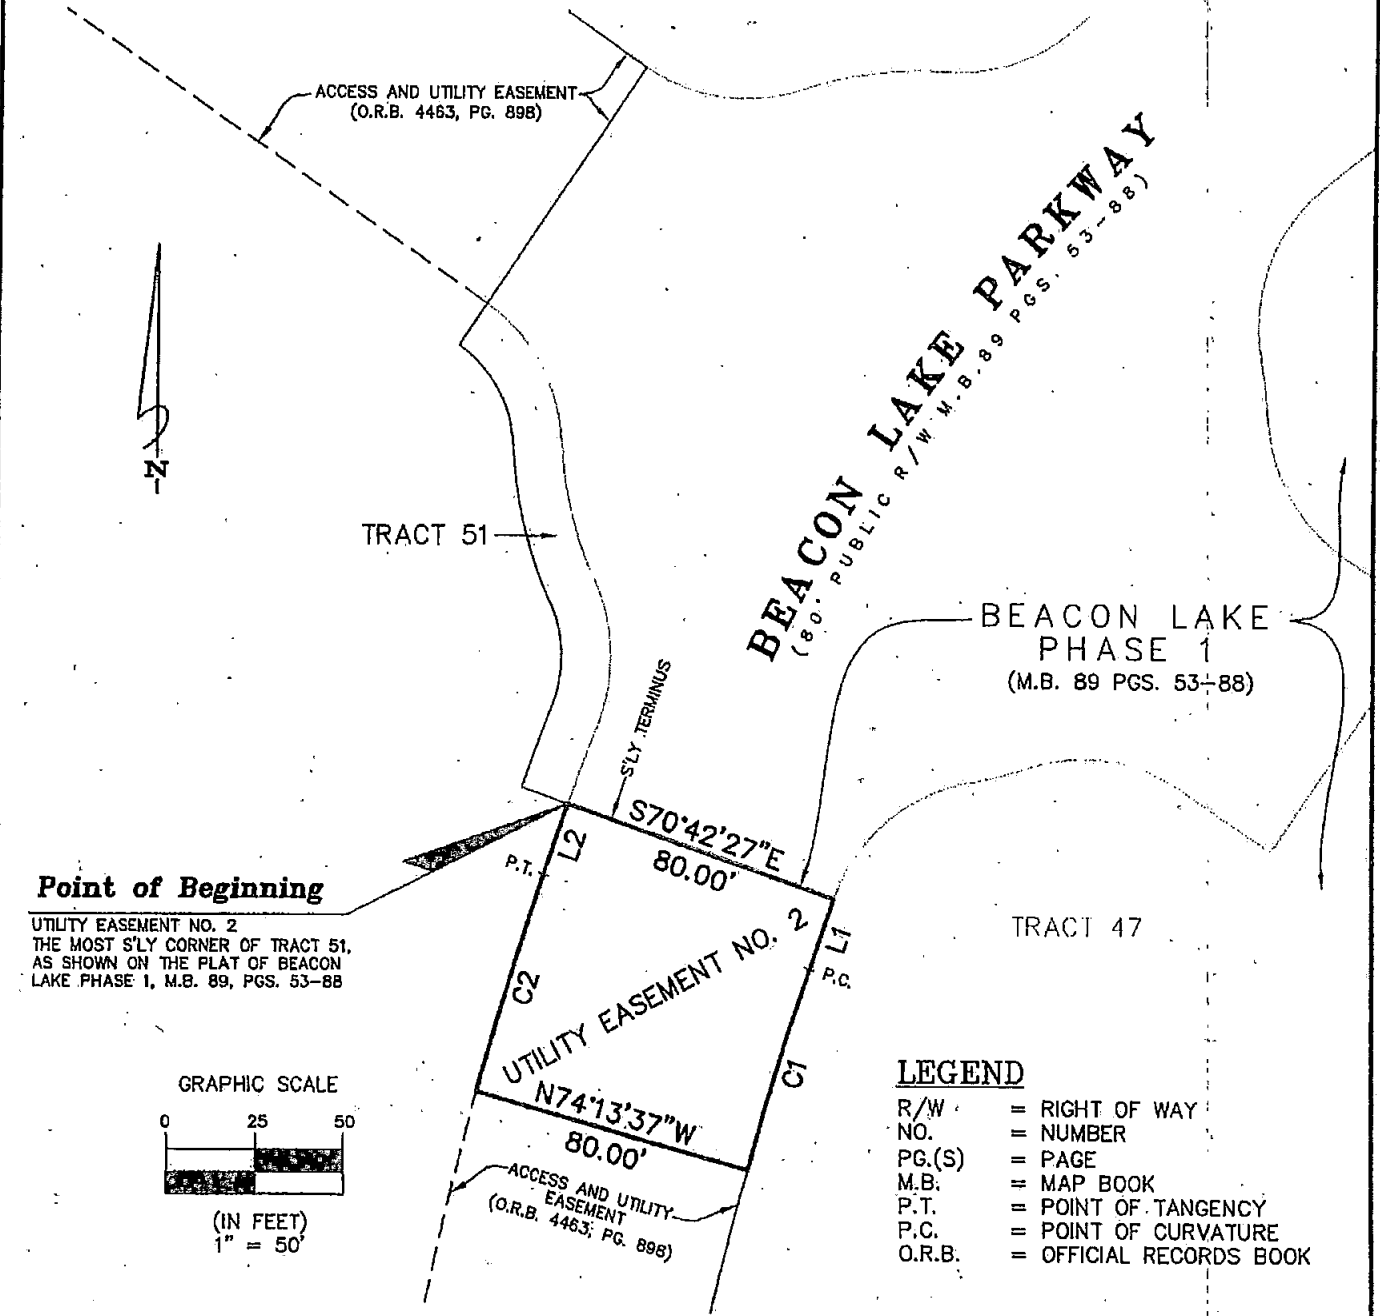 ACCESS AND UTILITY EASEMENT
(O.R.B. 4463, PG. 898)
BEACON LAKE PARKWAY
(80' PUBLIC R/W M.B. 89 PGS. 53-88)
N
TRACT 51
BEACON LAKE
PHASE 1
(M.B. 89 PGS. 53-88)
S'LY TERMINUS
S70°42'27"E
80.00'
L2
P.T.
Point of Beginning
UTILITY EASEMENT NO. 2
THE MOST S'LY CORNER OF TRACT 51,
AS SHOWN ON THE PLAT OF BEACON
LAKE PHASE 1, M.B. 89, PGS. 53-88
TRACT 47
L1
P.C.
C2
UTILITY EASEMENT NO. 2
C1
N74°13'37"W
80.00'
ACCESS AND UTILITY
EASEMENT
(O.R.B. 4463, PG. 898)
GRAPHIC SCALE
0 25 50
(IN FEET)
1" = 50'
LEGEND
R/W = RIGHT OF WAY
NO. = NUMBER
PG.(S) = PAGE
M.B. = MAP BOOK
P.T. = POINT OF TANGENCY
P.C. = POINT OF CURVATURE
O.R.B. = OFFICIAL RECORDS BOOK